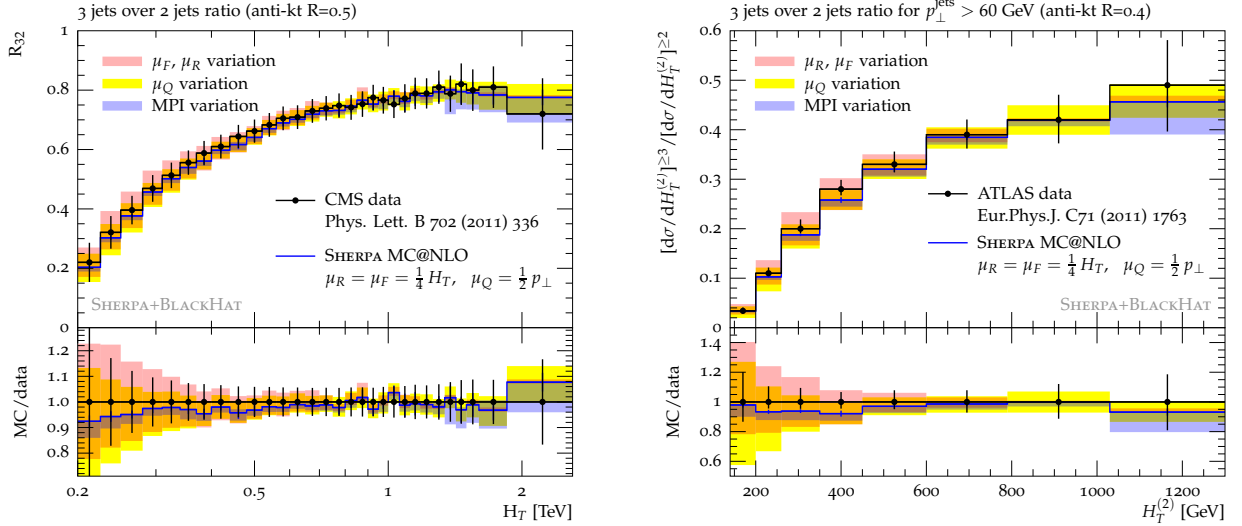 3 jets over 2 jets ratio (anti-kt R=0.5)
R₃₂
1
0.8
0.6
0.4
0.2
0
μF, μR variation
μQ variation
MPI variation
CMS data
Phys. Lett. B 702 (2011) 336
SHERPA MC@NLO
μR = μF = ¼ HT, μQ = ½ p⊥
SHERPA+BLACKHAT
MC/data
1.2
1.1
1.0
0.9
0.8
0.2 0.5 1 2
HT [TeV]
3 jets over 2 jets ratio for p⊥^jets > 60 GeV (anti-kt R=0.4)
[dσ/dHT^(2)]^≥3/[dσ/dHT^(2)]^≥2
0.6
0.5
0.4
0.3
0.2
0.1
0
μR, μF variation
μQ variation
MPI variation
ATLAS data
Eur.Phys.J. C71 (2011) 1763
SHERPA MC@NLO
μR = μF = ¼ HT, μQ = ½ p⊥
SHERPA+BLACKHAT
MC/data
1.4
1.2
1
0.8
0.6
200 400 600 800 1000 1200
HT^(2) [GeV]